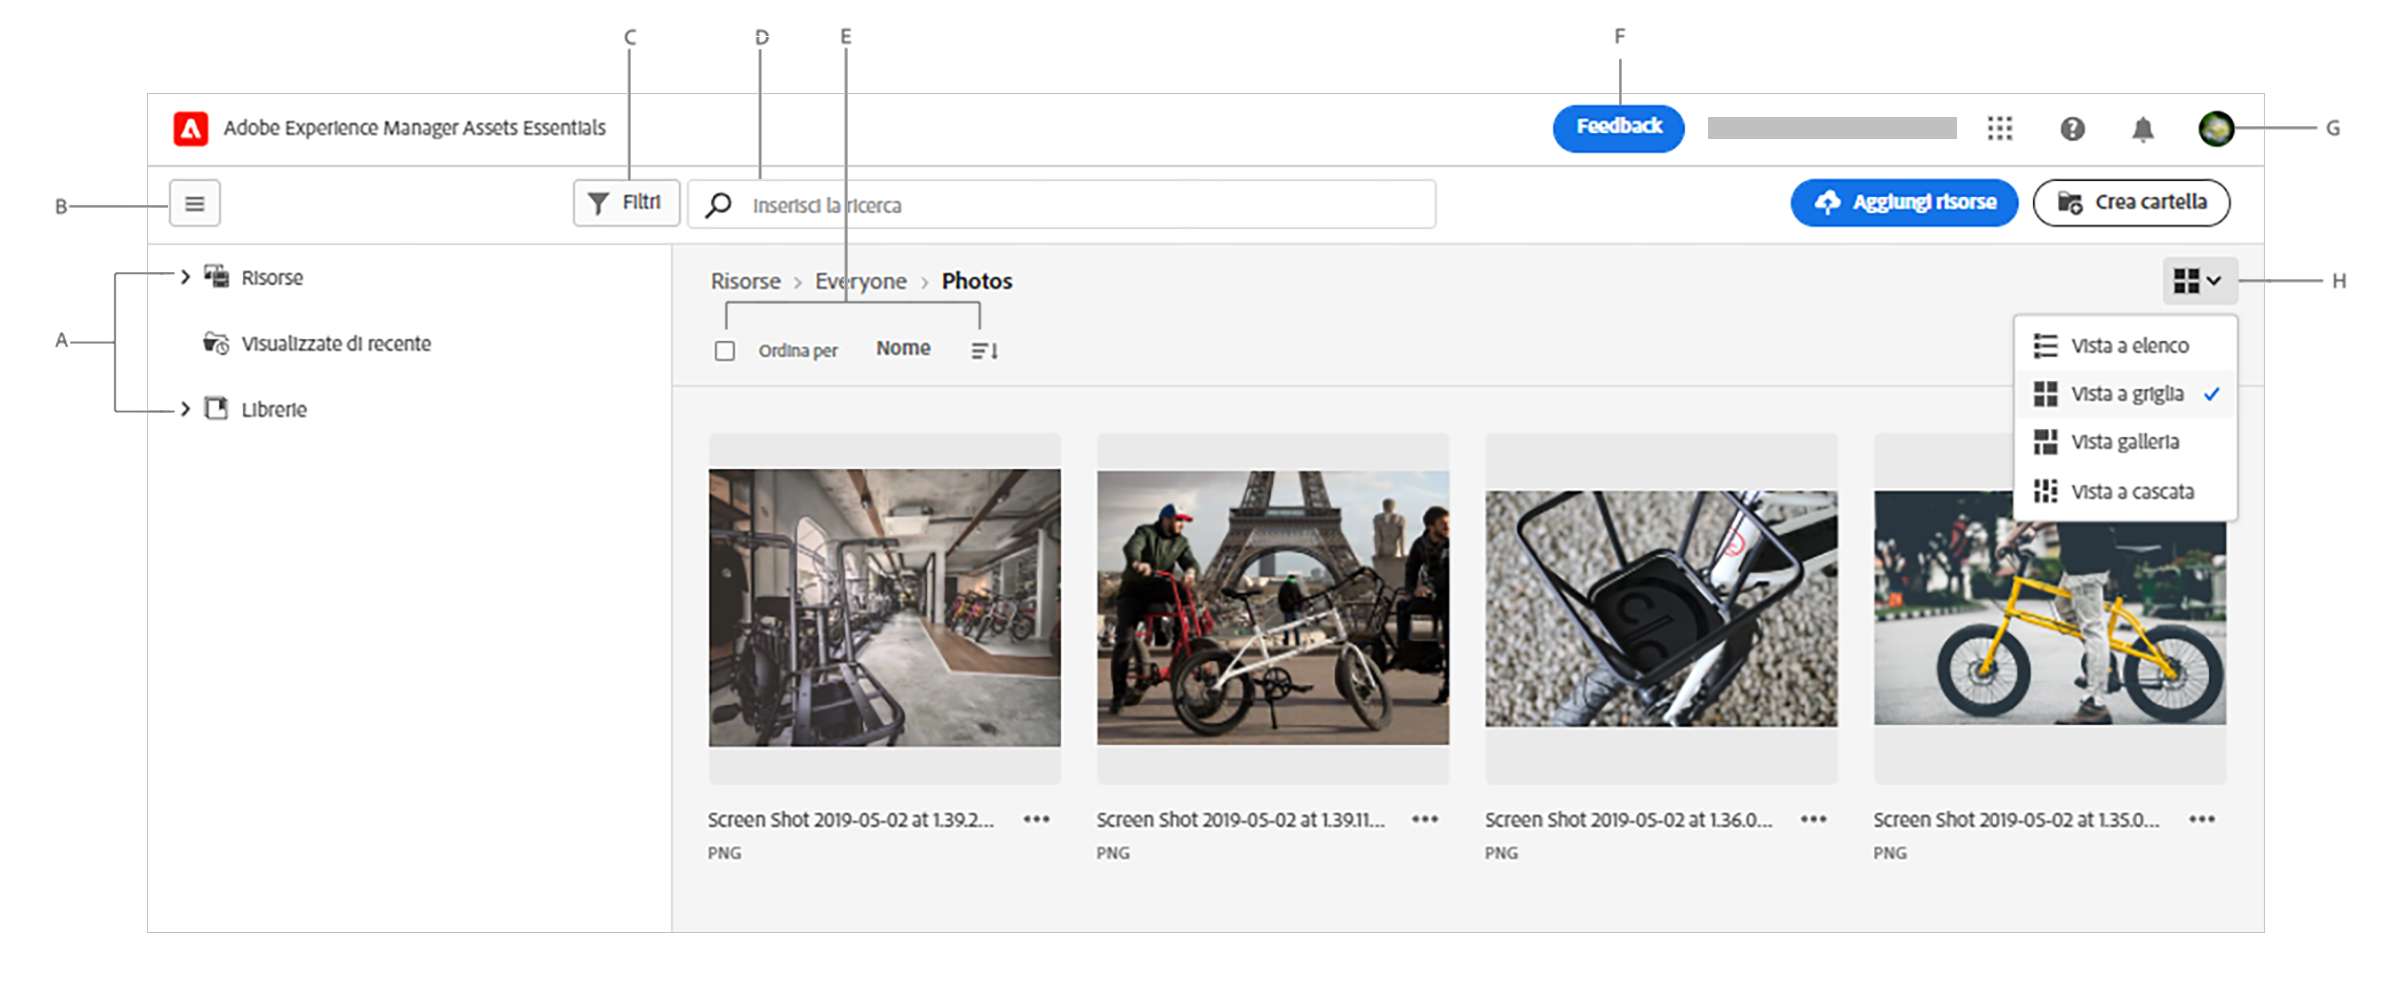 C D E F
Adobe Experience Manager Assets Essentials
Feedback
G
B
Filtri
Inserisci la ricerca
Aggiungi risorse
Crea cartella
A
Risorse
Visualizzate di recente
Librerie
Risorse > Everyone > Photos
H
Ordina per Nome
Vista a elenco
Vista a griglia
Vista galleria
Vista a cascata
clo
Screen Shot 2019-05-02 at 1.39.2...
PNG
Screen Shot 2019-05-02 at 1.39.11...
PNG
Screen Shot 2019-05-02 at 1.36.0...
PNG
Screen Shot 2019-05-02 at 1.35.0...
PNG